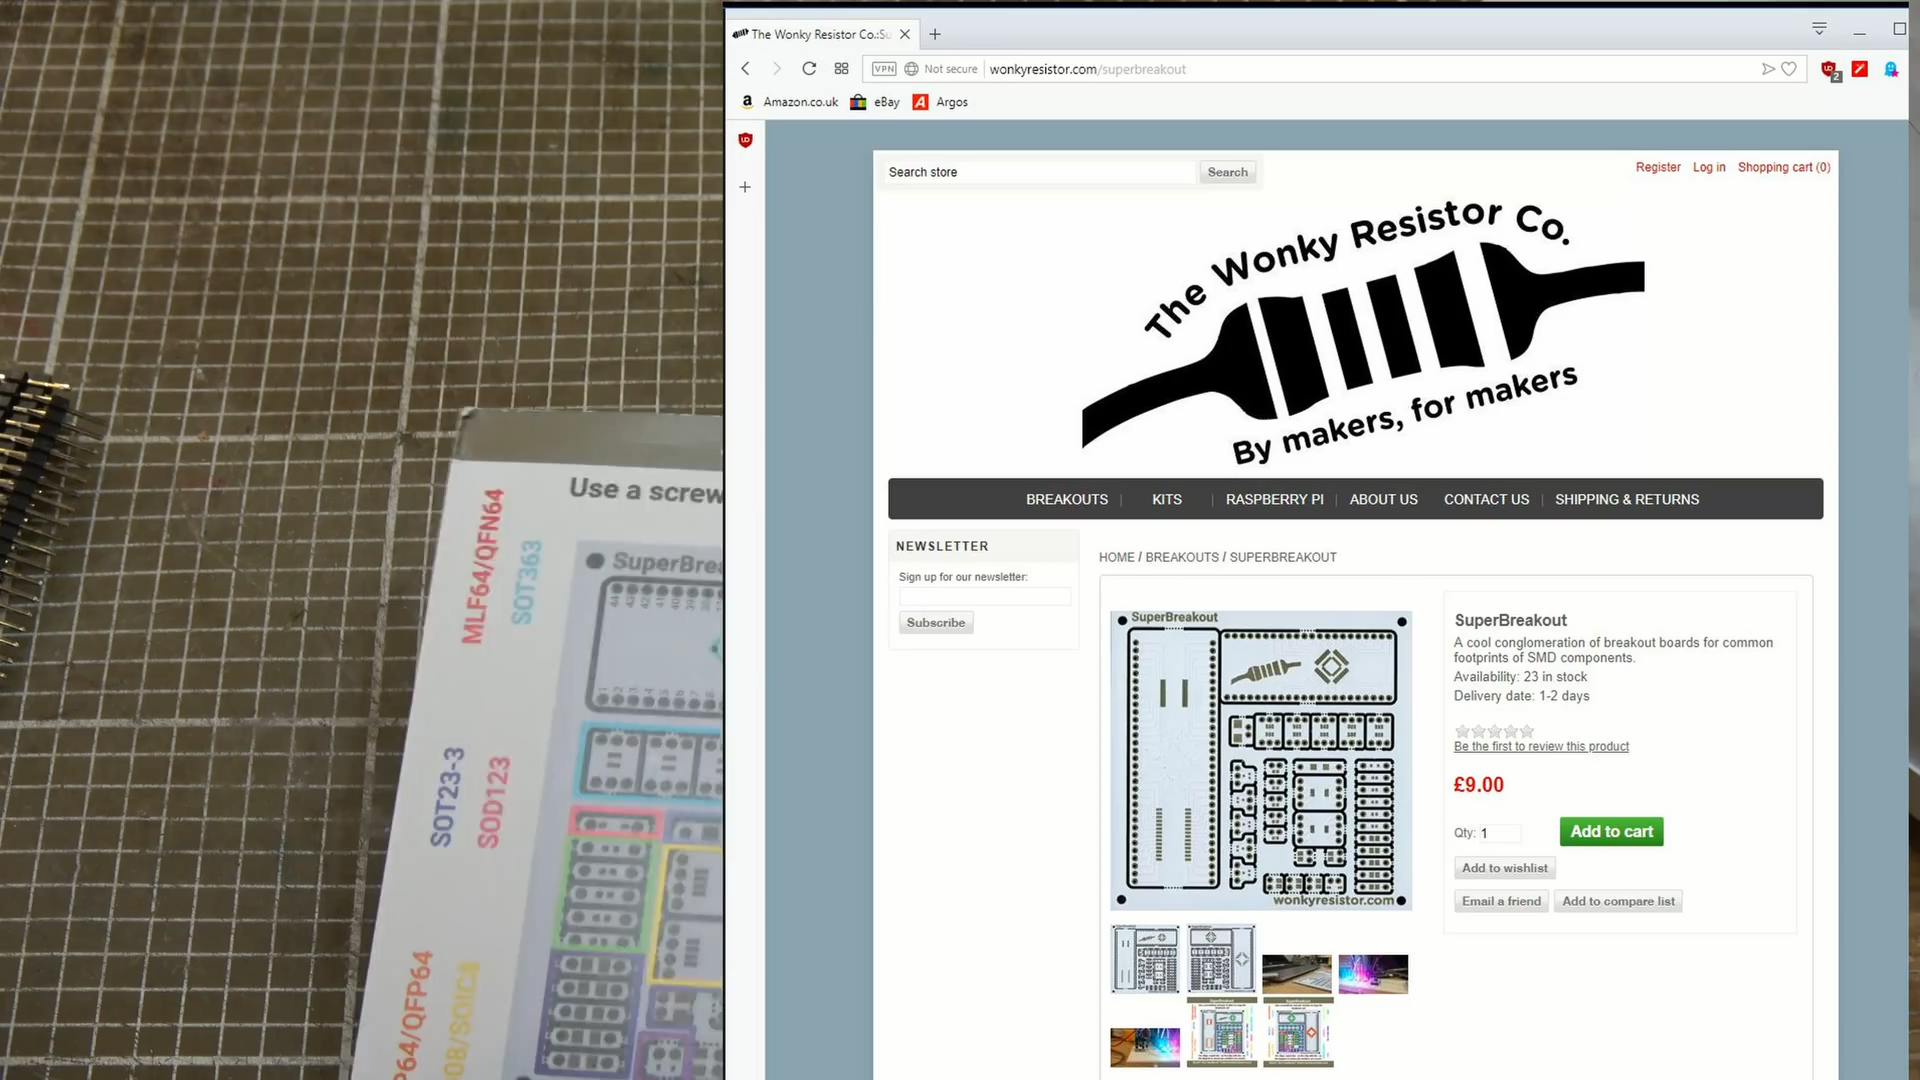 The Wonky Resistor Co.:Su
VPN
Not secure
wonkyresistor.com/superbreakout
2
Amazon.co.uk
eBay
Argos
Search store
Search
Register
Log in
Shopping cart (0)
The Wonky Resistor Co.
By makers, for makers
BREAKOUTS
KITS
RASPBERRY PI
ABOUT US
CONTACT US
SHIPPING & RETURNS
NEWSLETTER
Sign up for our newsletter:
Subscribe
HOME / BREAKOUTS / SUPERBREAKOUT
SuperBreakout
wonkyresistor.com
SuperBreakout
A cool conglomeration of breakout boards for common
footprints of SMD components.
Availability: 23 in stock
Delivery date: 1-2 days
Be the first to review this product
£9.00
Qty: 1
Add to cart
Add to wishlist
Email a friend
Add to compare list
Use a screw
MLF64/QFN64
SOT363
SuperBrea
SOT23-3
SOD123
P64/QFP64